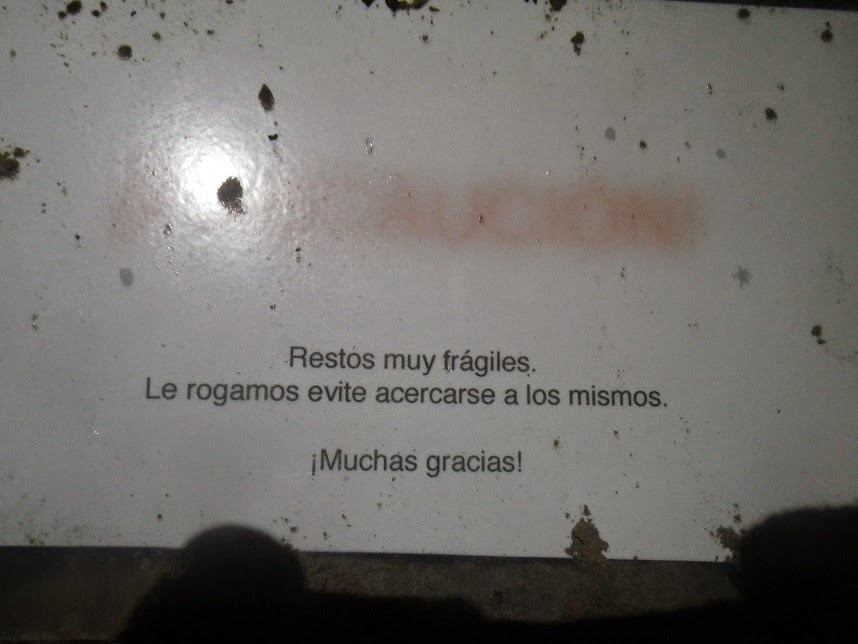 Restos muy frágiles.
Le rogamos evite acercarse a los mismos.
¡Muchas gracias!